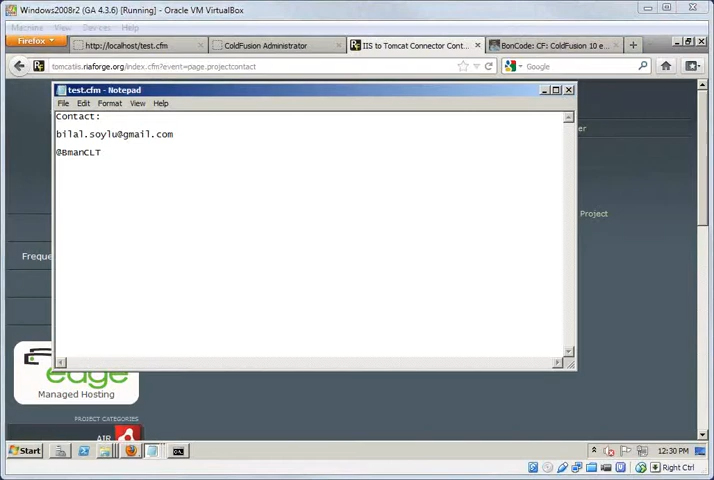 Windows2008r2 (GA 4.3.6) [Running] - Oracle VM VirtualBox
Machine View Devices Help
Firefox
http://localhost/test.cfm
ColdFusion Administrator
IIS to Tomcat Connector Cont...
BonCode: CF: ColdFusion 10 e...
tomcatiis.riaforge.org/index.cfm?event=page.projectcontact
Google
test.cfm - Notepad
File Edit Format View Help
Contact:
bilal.soylu@gmail.com
@BmanCLT
er
Project
Freque
edge
Managed Hosting
PROJECT CATEGORIES
AIR
Start
12:30 PM
Right Ctrl